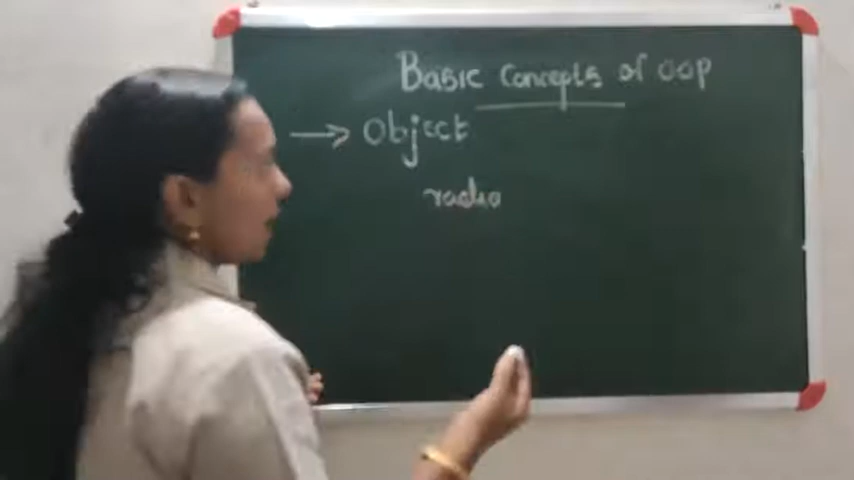 Basic Concepts of OOP
→ Object
radio